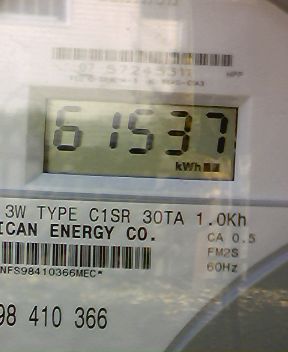 61537
kWh
3W TYPE C1SR 30TA 1.0Kh
ICAN ENERGY CO.
CA 0.5
FM2S
NFS98410366MEC*
60Hz
98 410 366